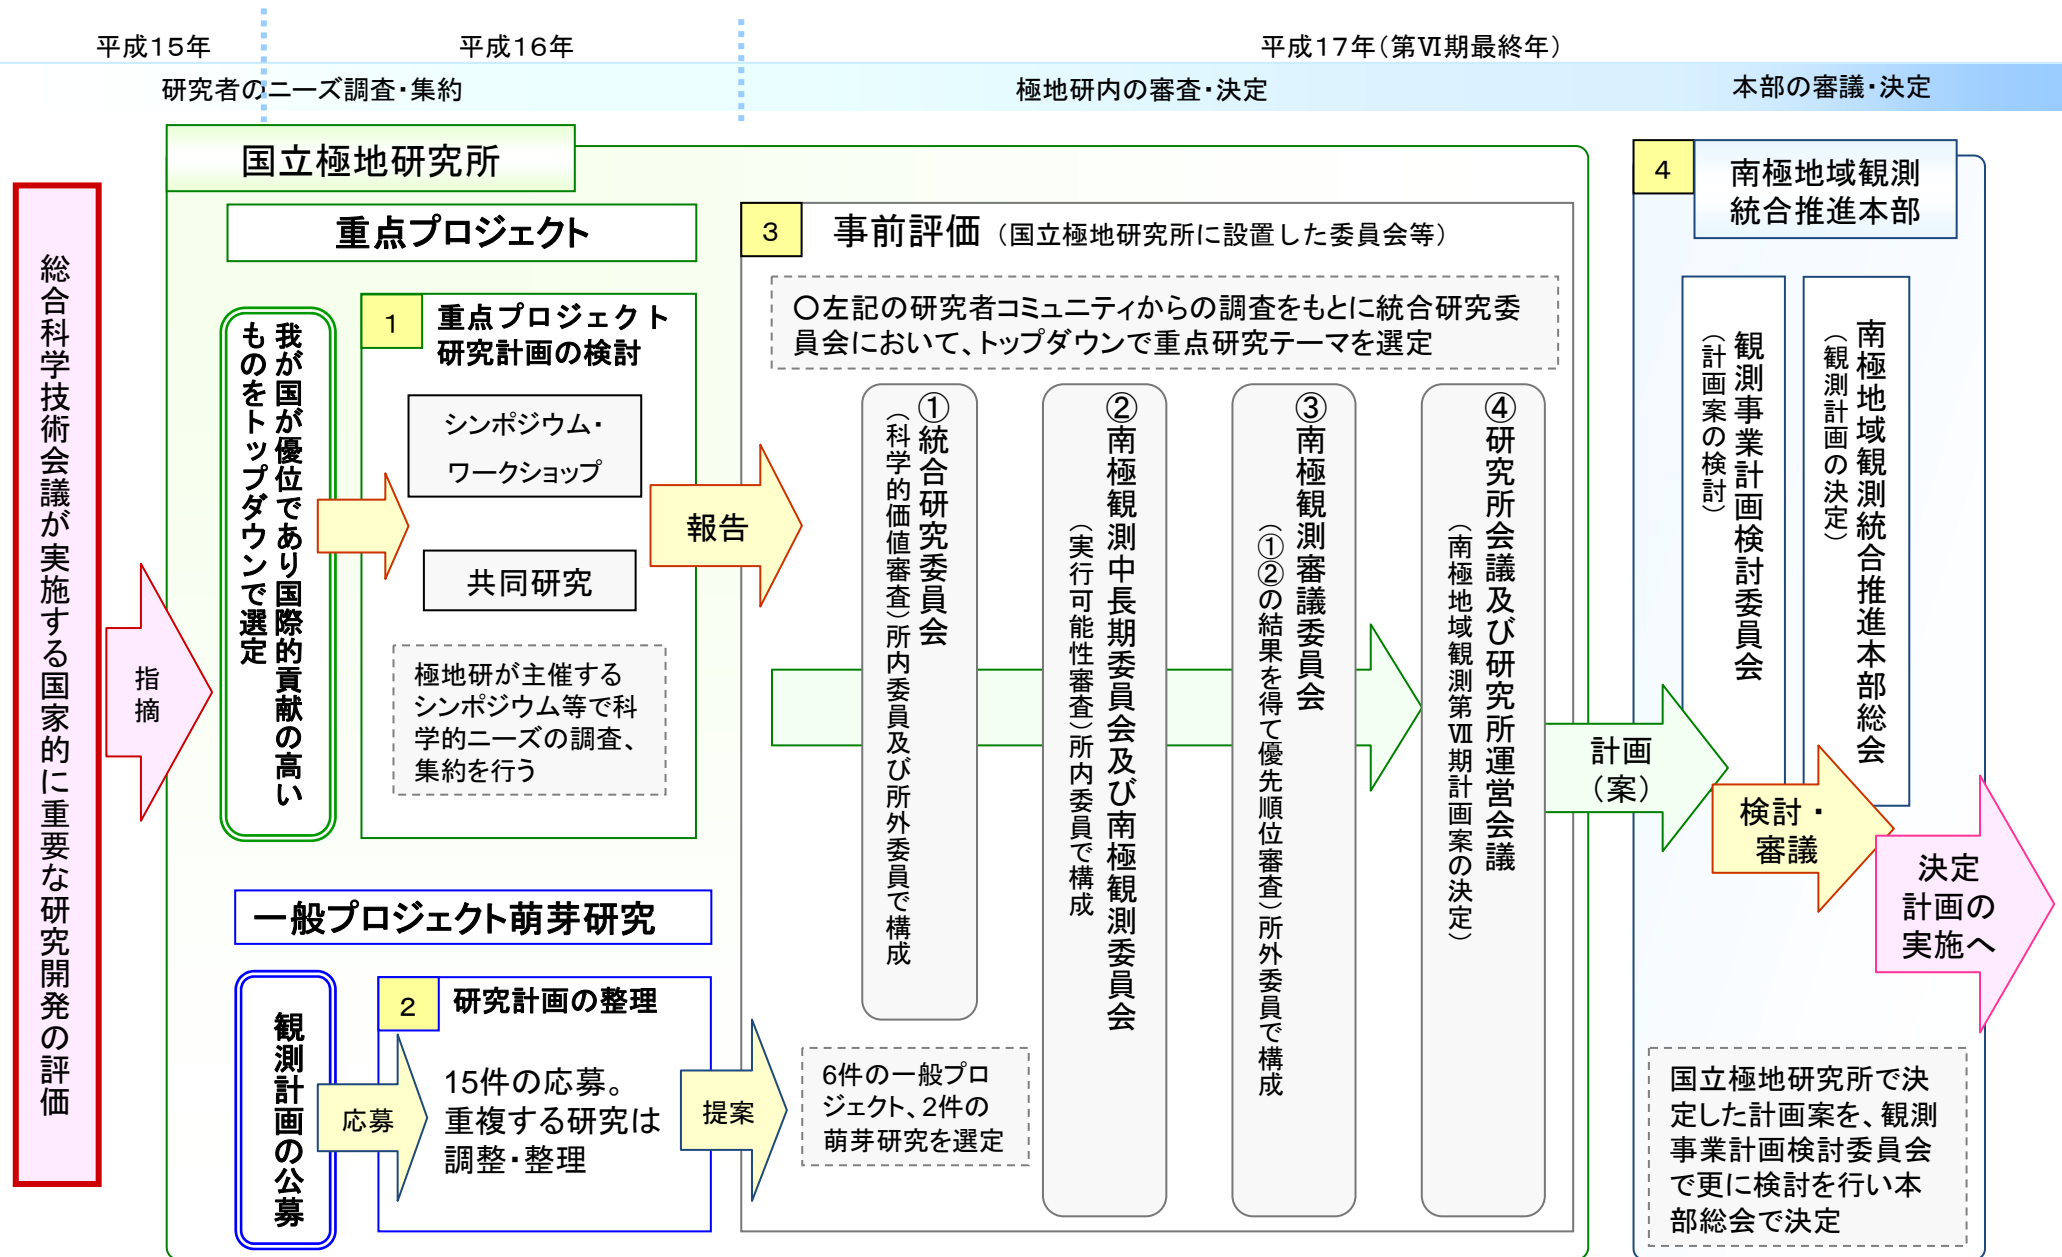 平成15年
平成16年
平成17年(第Ⅵ期最終年)
研究者のニーズ調査・集約
極地研内の審査・決定
本部の審議・決定
総合科学技術会議が実施する国家的に重要な研究開発の評価
指摘
国立極地研究所
重点プロジェクト
我が国が優位であり国際的貢献の高い
ものをトップダウンで選定
1
重点プロジェクト
研究計画の検討
シンポジウム・
ワークショップ
共同研究
極地研が主催する
シンポジウム等で科
学的ニーズの調査、
集約を行う
報告
一般プロジェクト萌芽研究
観測計画の公募
応募
2
研究計画の整理
15件の応募。
重複する研究は
調整・整理
提案
3
事前評価(国立極地研究所に設置した委員会等)
〇左記の研究者コミュニティからの調査をもとに統合研究委
員会において、トップダウンで重点研究テーマを選定
①統合研究委員会
(科学的価値審査)所内委員及び所外委員で構成
②南極観測中長期委員会及び南極観測委員会
(実行可能性審査)所内委員で構成
③南極観測審議委員会
(①②の結果を得て優先順位審査)所外委員で構成
④研究所会議及び研究所運営会議
(南極地域観測第Ⅶ期計画案の決定)
6件の一般プロ
ジェクト、2件の
萌芽研究を選定
計画
(案)
4
南極地域観測
統合推進本部
観測事業計画検討委員会
(計画案の検討)
南極地域観測統合推進本部総会
(観測計画の決定)
検討・
審議
決定
計画の
実施へ
国立極地研究所で決
定した計画案を、観測
事業計画検討委員会
で更に検討を行い本
部総会で決定